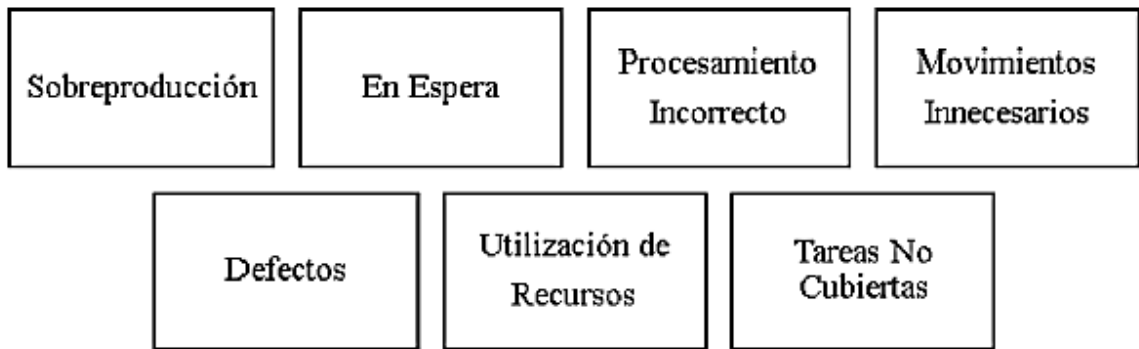 Sobreproducción
En Espera
Procesamiento
Incorrecto
Movimientos
Innecesarios
Defectos
Utilización de
Recursos
Tareas No
Cubiertas